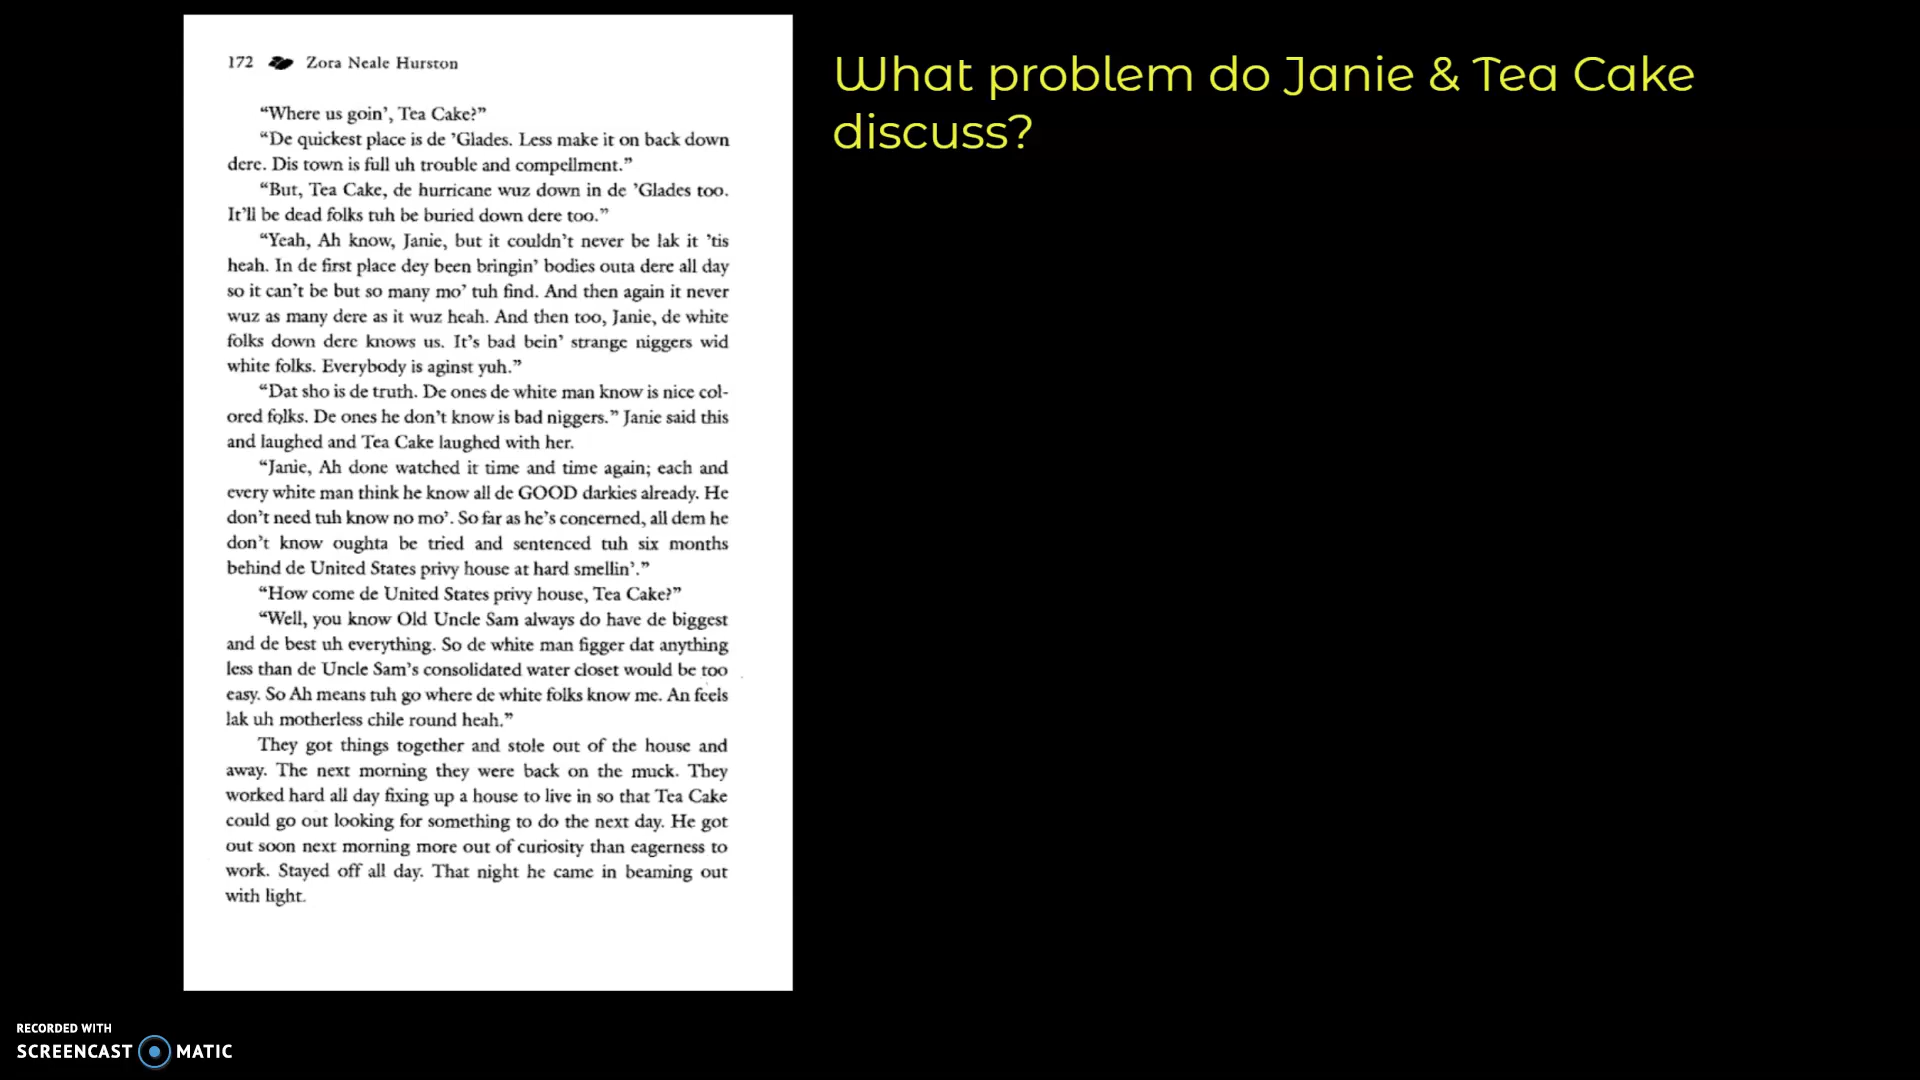 172 Zora Neale Hurston
“Where us goin’, Tea Cake?”
“De quickest place is de ’Glades. Less make it on back down
dere. Dis town is full uh trouble and compellment.”
“But, Tea Cake, de hurricane wuz down in de ’Glades too.
It’ll be dead folks tuh be buried down dere too.”
“Yeah, Ah know, Janie, but it couldn’t never be lak it ’tis
heah. In de first place dey been bringin’ bodies outa dere all day
so it can’t be but so many mo’ tuh find. And then again it never
wuz as many dere as it wuz heah. And then too, Janie, de white
folks down dere knows us. It’s bad bein’ strange niggers wid
white folks. Everybody is aginst yuh.”
“Dat sho is de truth. De ones de white man know is nice col-
ored folks. De ones he don’t know is bad niggers.” Janie said this
and laughed and Tea Cake laughed with her.
“Janie, Ah done watched it time and time again; each and
every white man think he know all de GOOD darkies already. He
don’t need tuh know no mo’. So far as he’s concerned, all dem he
don’t know oughta be tried and sentenced tuh six months
behind de United States privy house at hard smellin’.”
“How come de United States privy house, Tea Cake?”
“Well, you know Old Uncle Sam always do have de biggest
and de best uh everything. So de white man figger dat anything
less than de Uncle Sam’s consolidated water closet would be too
easy. So Ah means tuh go where de white folks know me. An feels
lak uh motherless chile round heah.”
They got things together and stole out of the house and
away. The next morning they were back on the muck. They
worked hard all day fixing up a house to live in so that Tea Cake
could go out looking for something to do the next day. He got
out soon next morning more out of curiosity than eagerness to
work. Stayed off all day. That night he came in beaming out
with light.
What problem do Janie & Tea Cake
discuss?
RECORDED WITH
SCREENCAST MATIC